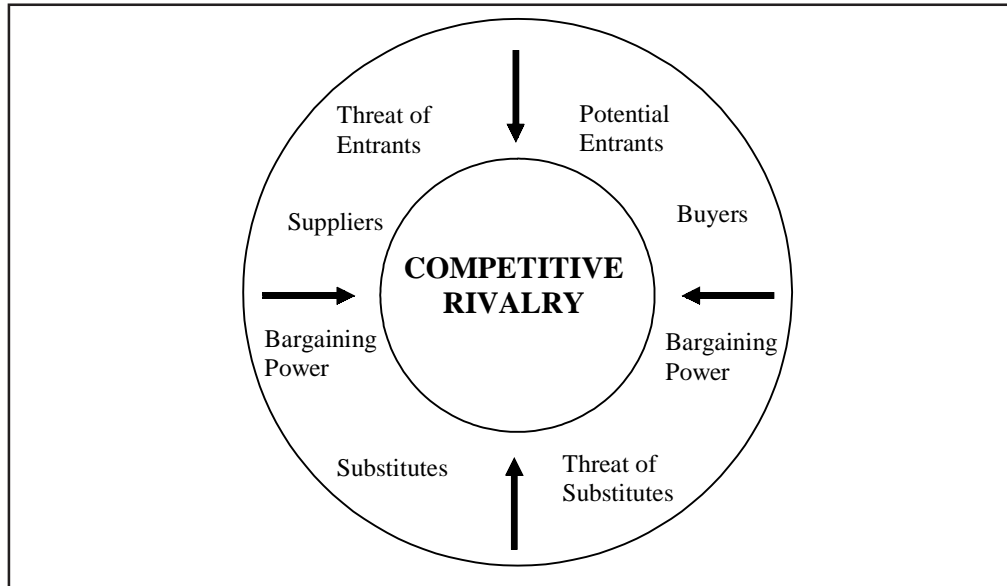 Threat of
Entrants
Potential
Entrants
Suppliers
Buyers
COMPETITIVE
RIVALRY
Bargaining
Power
Bargaining
Power
Substitutes
Threat of
Substitutes